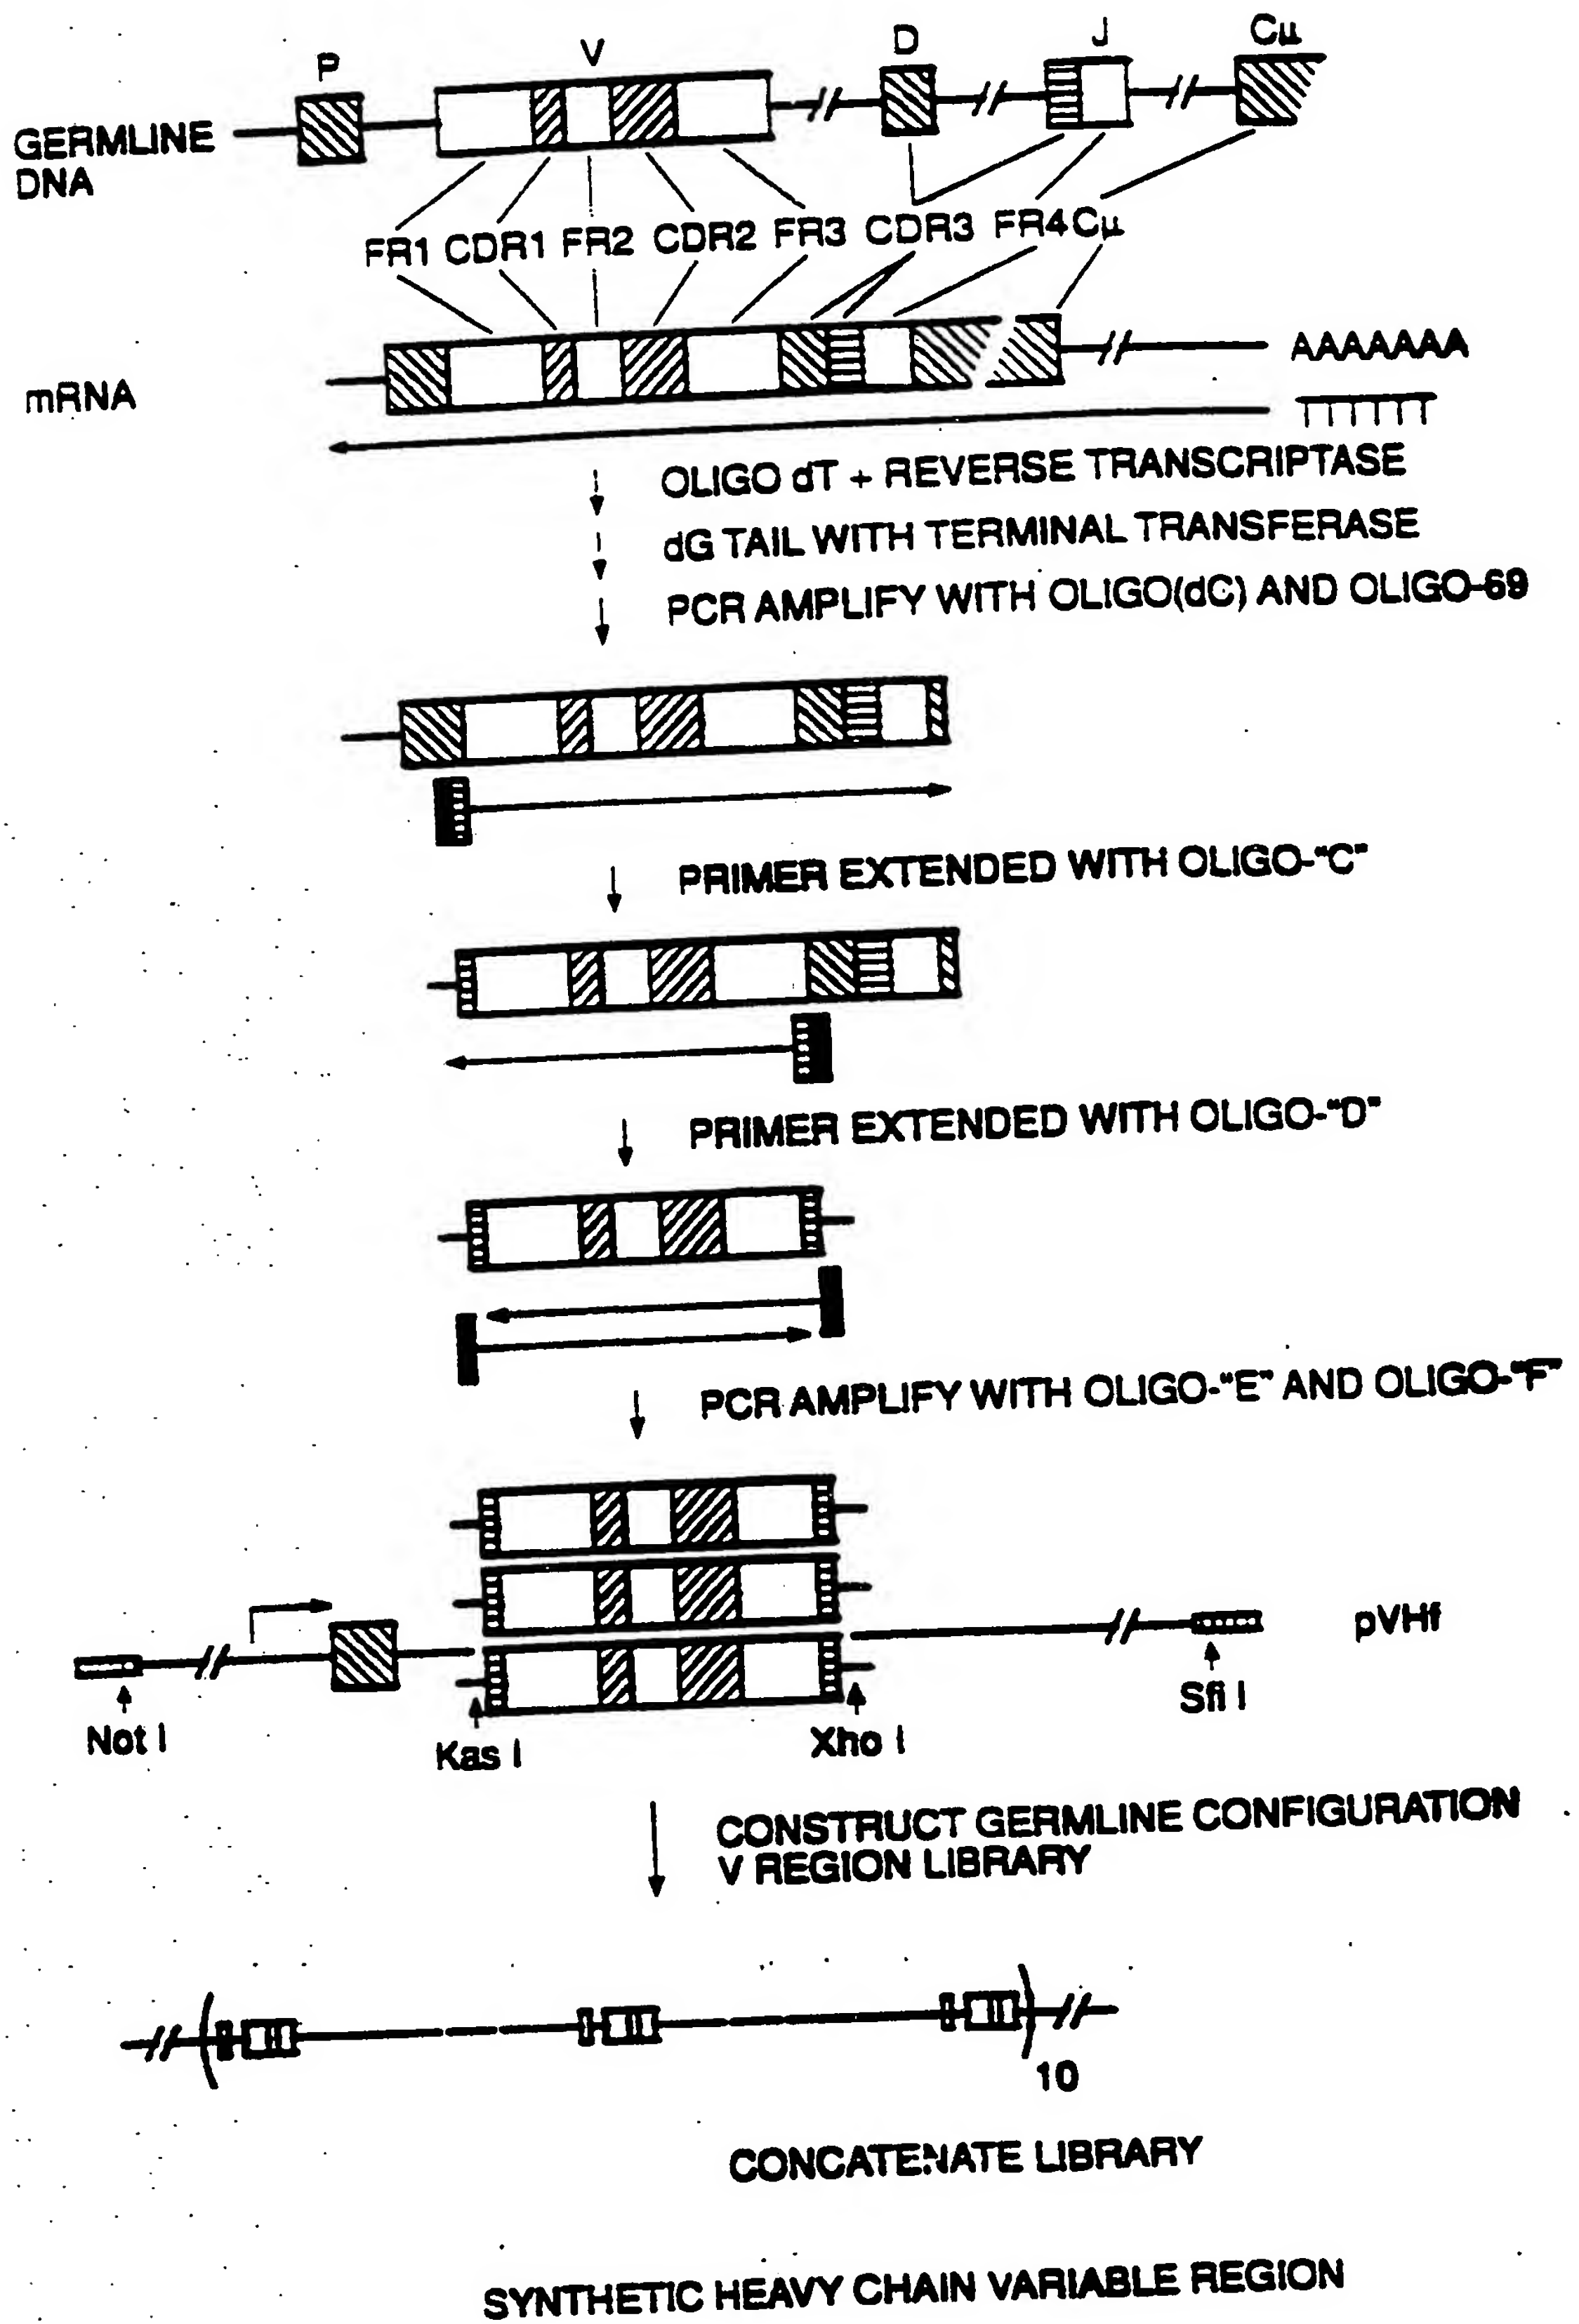 P V D J Cμ
GERMLINE
DNA
FR1 CDR1 FR2 CDR2 FR3 CDR3 FR4 Cμ
mRNA
AAAAAAA
TTTTTT
OLIGO dT + REVERSE TRANSCRIPTASE
dG TAIL WITH TERMINAL TRANSFERASE
PCR AMPLIFY WITH OLIGO(dC) AND OLIGO-69
PRIMER EXTENDED WITH OLIGO-"C"
PRIMER EXTENDED WITH OLIGO-"D"
PCR AMPLIFY WITH OLIGO-"E" AND OLIGO-"F"
pVHf
Not I
Kas I
Xho I
Sfi I
CONSTRUCT GERMLINE CONFIGURATION
V REGION LIBRARY
10
CONCATENATE LIBRARY
SYNTHETIC HEAVY CHAIN VARIABLE REGION